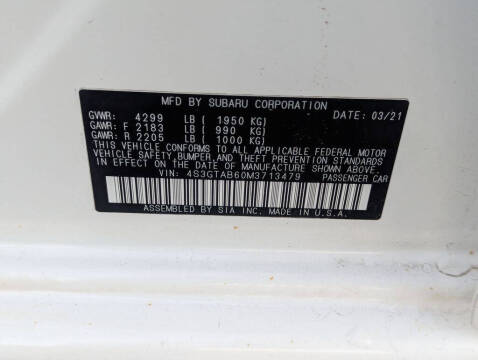 MFD BY SUBARU CORPORATION DATE: 03/21
GVWR: 4299 LB ( 1950 KG)
GAWR: F 2183 LB ( 990 KG)
GAWR: R 2205 LB ( 1000 KG)
THIS VEHICLE CONFORMS TO ALL APPLICABLE FEDERAL MOTOR
VEHICLE SAFETY, BUMPER, AND THEFT PREVENTION STANDARDS
IN EFFECT ON THE DATE OF MANUFACTURE SHOWN ABOVE.
VIN: 4S3GTAB60M3713479 PASSENGER CAR
ASSEMBLED BY SIA INC. MADE IN U.S.A.